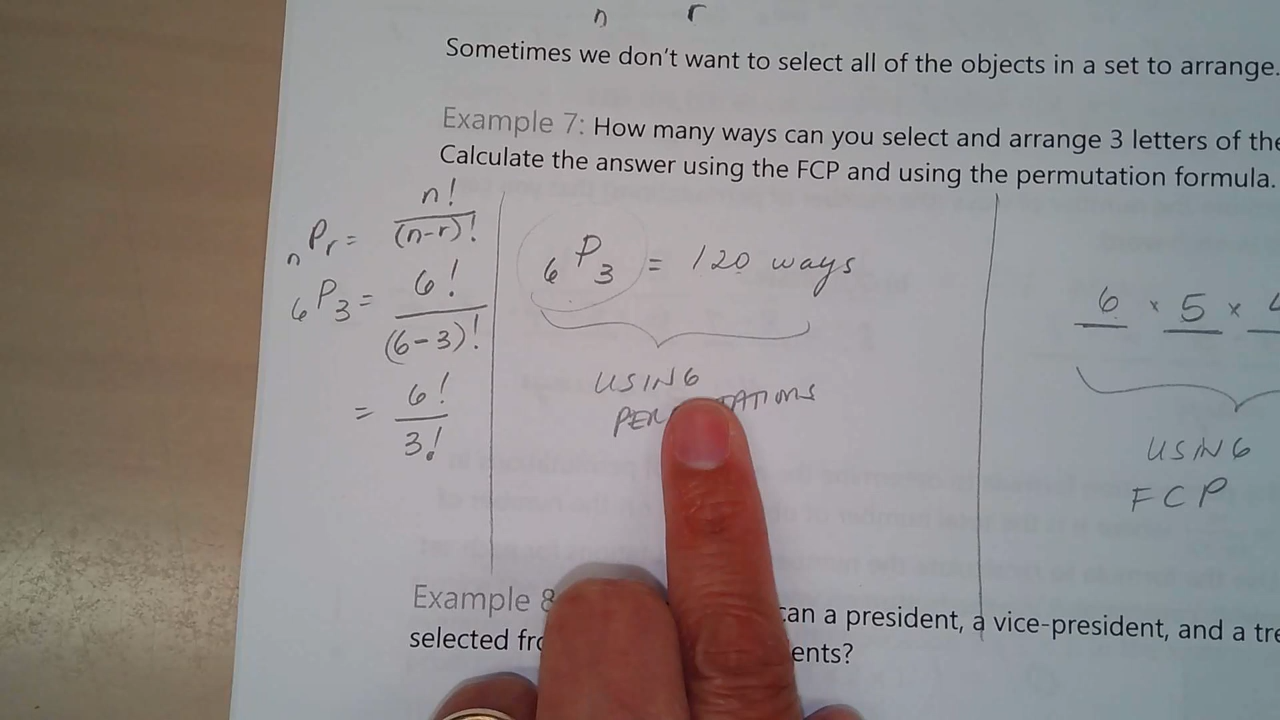 n r
Sometimes we don't want to select all of the objects in a set to arrange.
Example 7: How many ways can you select and arrange 3 letters of the
Calculate the answer using the FCP and using the permutation formula.
nPr = n!
(n-r)!
6P3 = 6!
(6-3)!
= 6!
3!
6P3 = 120 ways
USING
6 × 5 ×
USING
FCP
Example 8
can a president, a vice-president, and a
selected